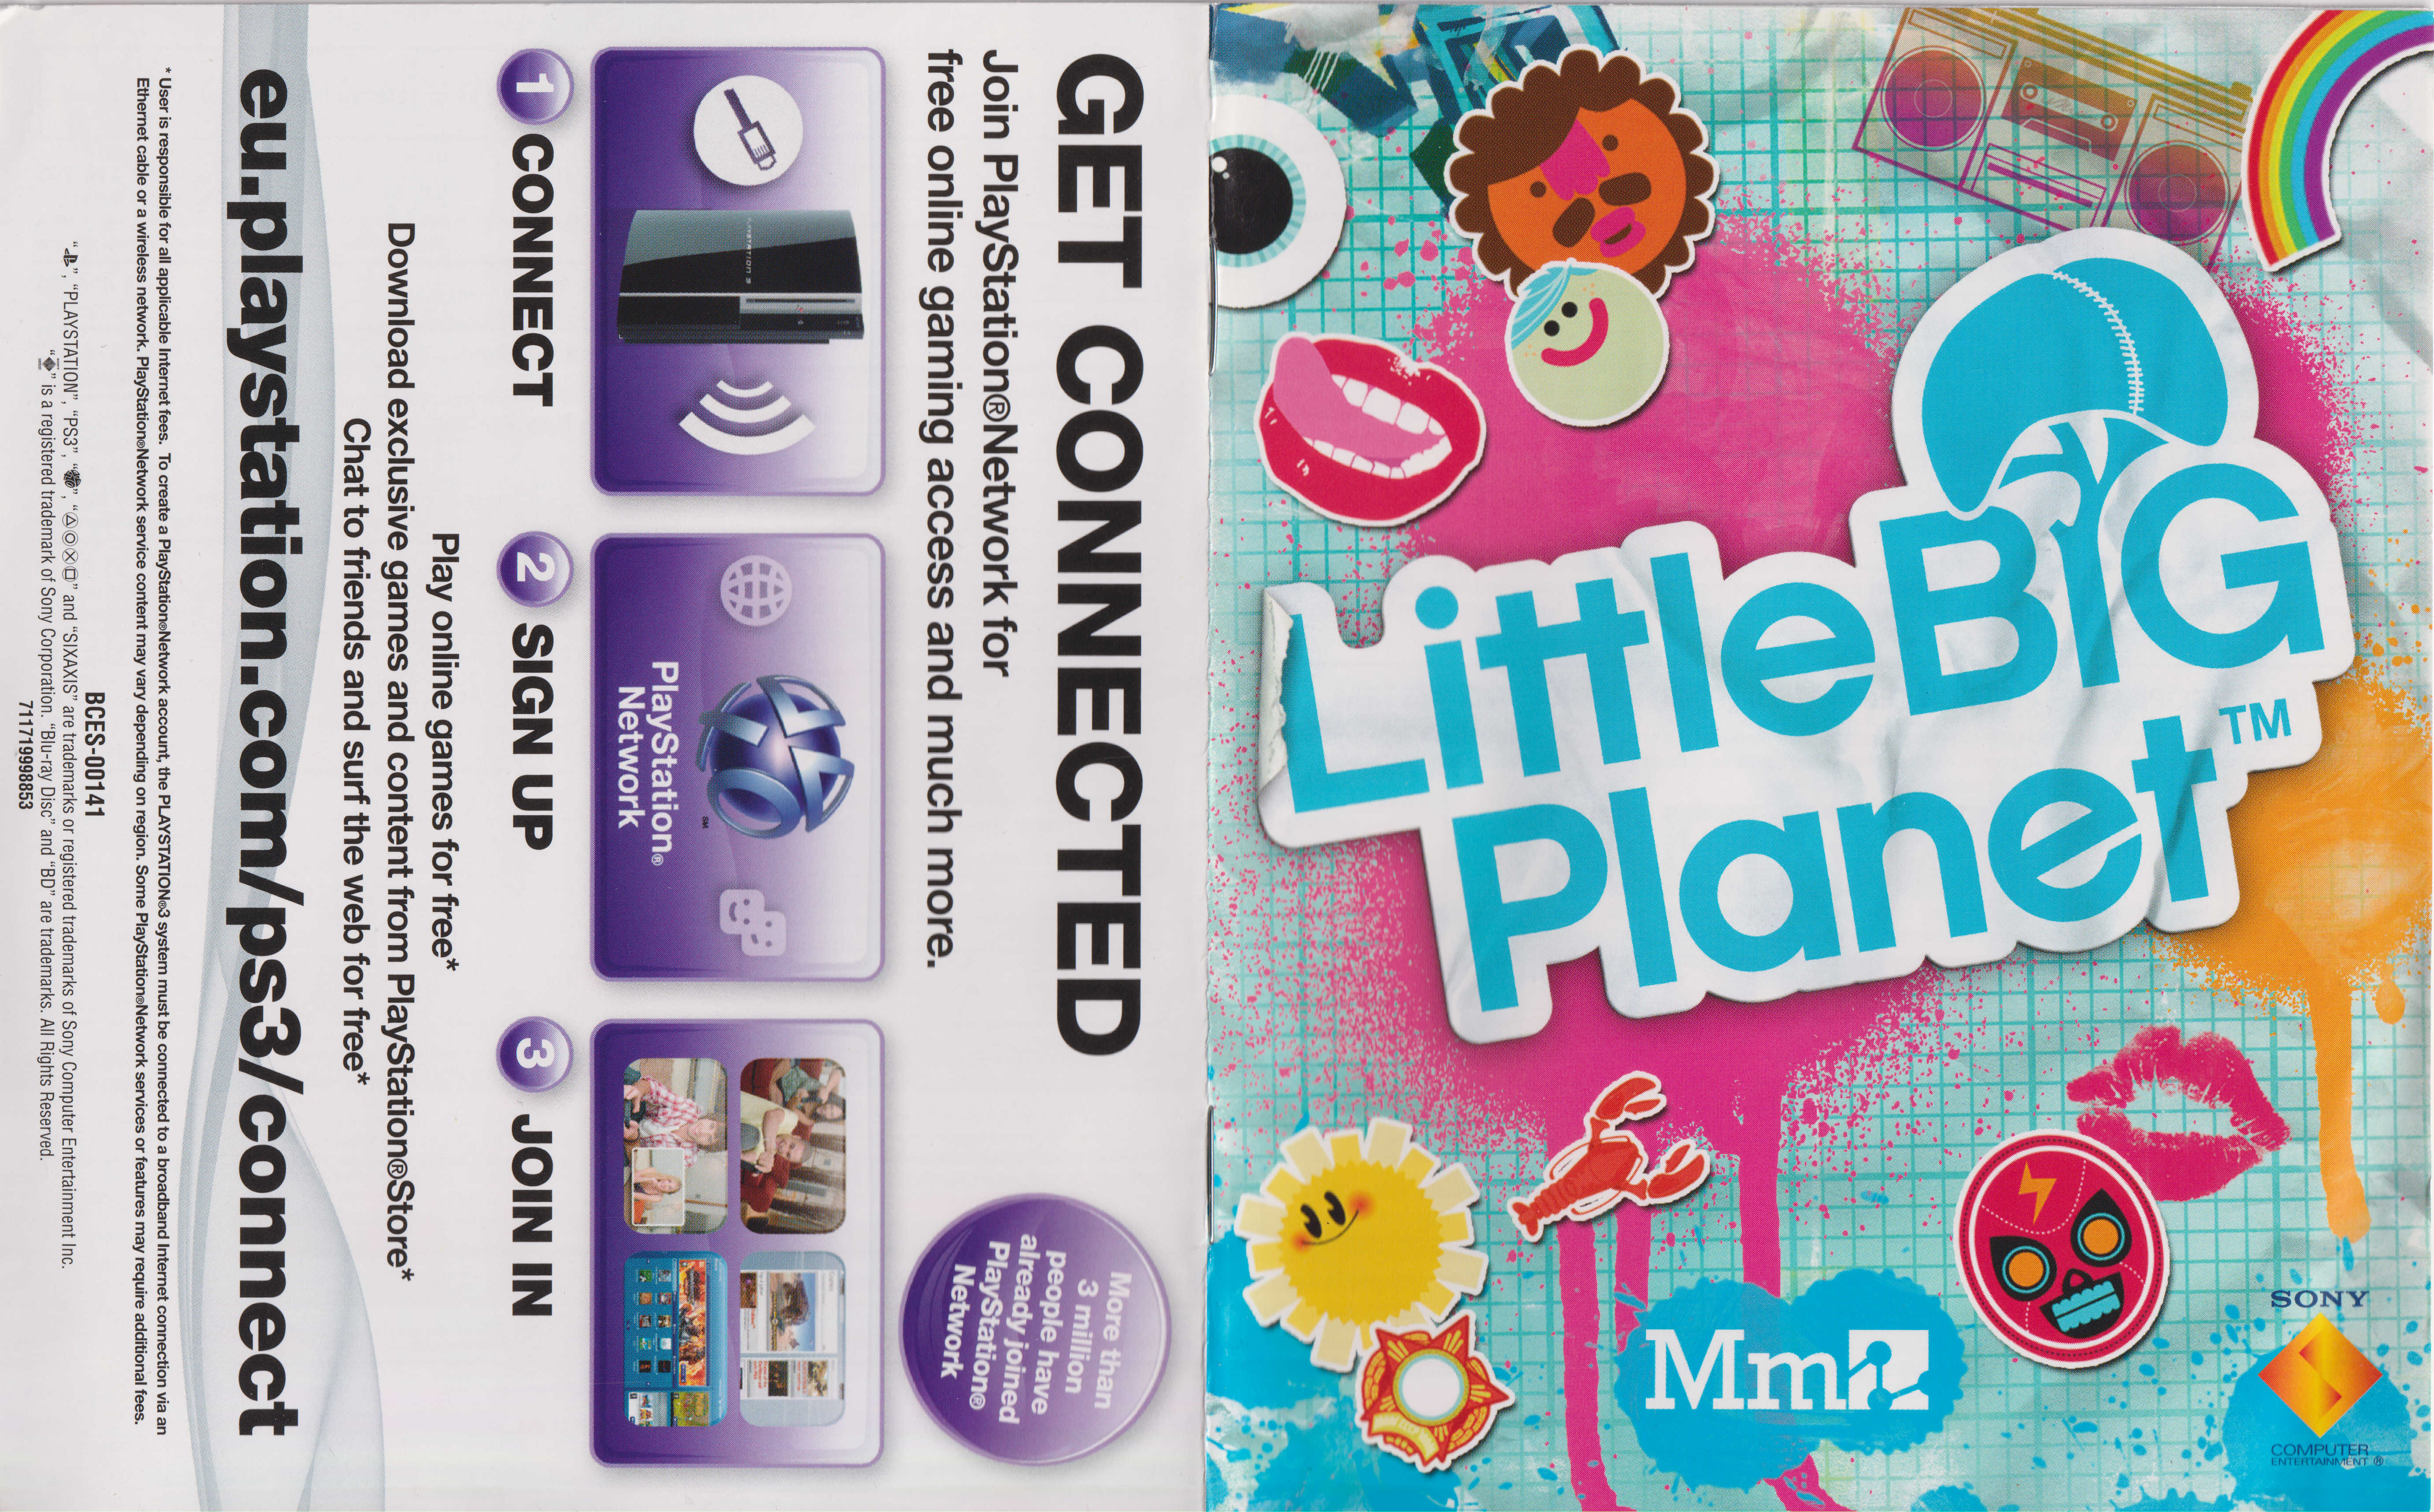 GET CONNECTED
Join PlayStation®Network for
free online gaming access and much more.
More than
3 million
people have
already joined
PlayStation®
Network
PLAYSTATION 3
PlayStation®
Network
SM
1 CONNECT
2 SIGN UP
3 JOIN IN
Play online games for free*
Download exclusive games and content from PlayStation®Store*
Chat to friends and surf the web for free*
eu.playstation.com/ps3/connect
* User is responsible for all applicable Internet fees. To create a PlayStation®Network account, the PLAYSTATION®3 system must be connected to a broadband Internet connection via an
Ethernet cable or a wireless network. PlayStation®Network service content may vary depending on region. Some PlayStation®Network services or features may require additional fees.
BCES-00141
“ ”, “PLAYSTATION”, “PS3”, “ ”, “ ” and “SIXAXIS” are trademarks or registered trademarks of Sony Computer Entertainment Inc.
“ ” is a registered trademark of Sony Corporation. “Blu-ray Disc” and “BD” are trademarks. All Rights Reserved.
711719998853
LittleBIG
Planet™
Mm
SONY
COMPUTER
ENTERTAINMENT ®